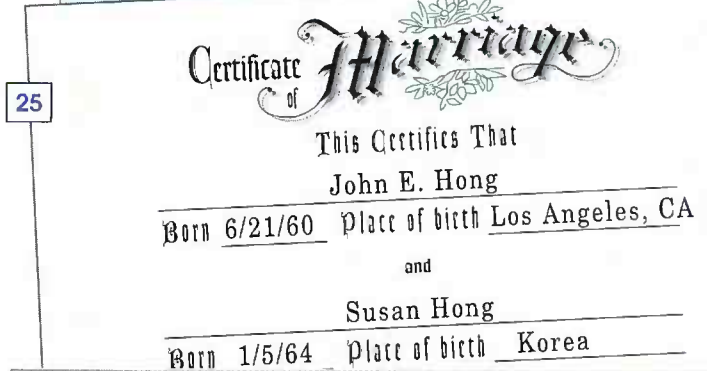 25
Certificate of Marriage
This Certifies That
John E. Hong
Born 6/21/60 Place of birth Los Angeles, CA
and
Susan Hong
Born 1/5/64 Place of birth Korea